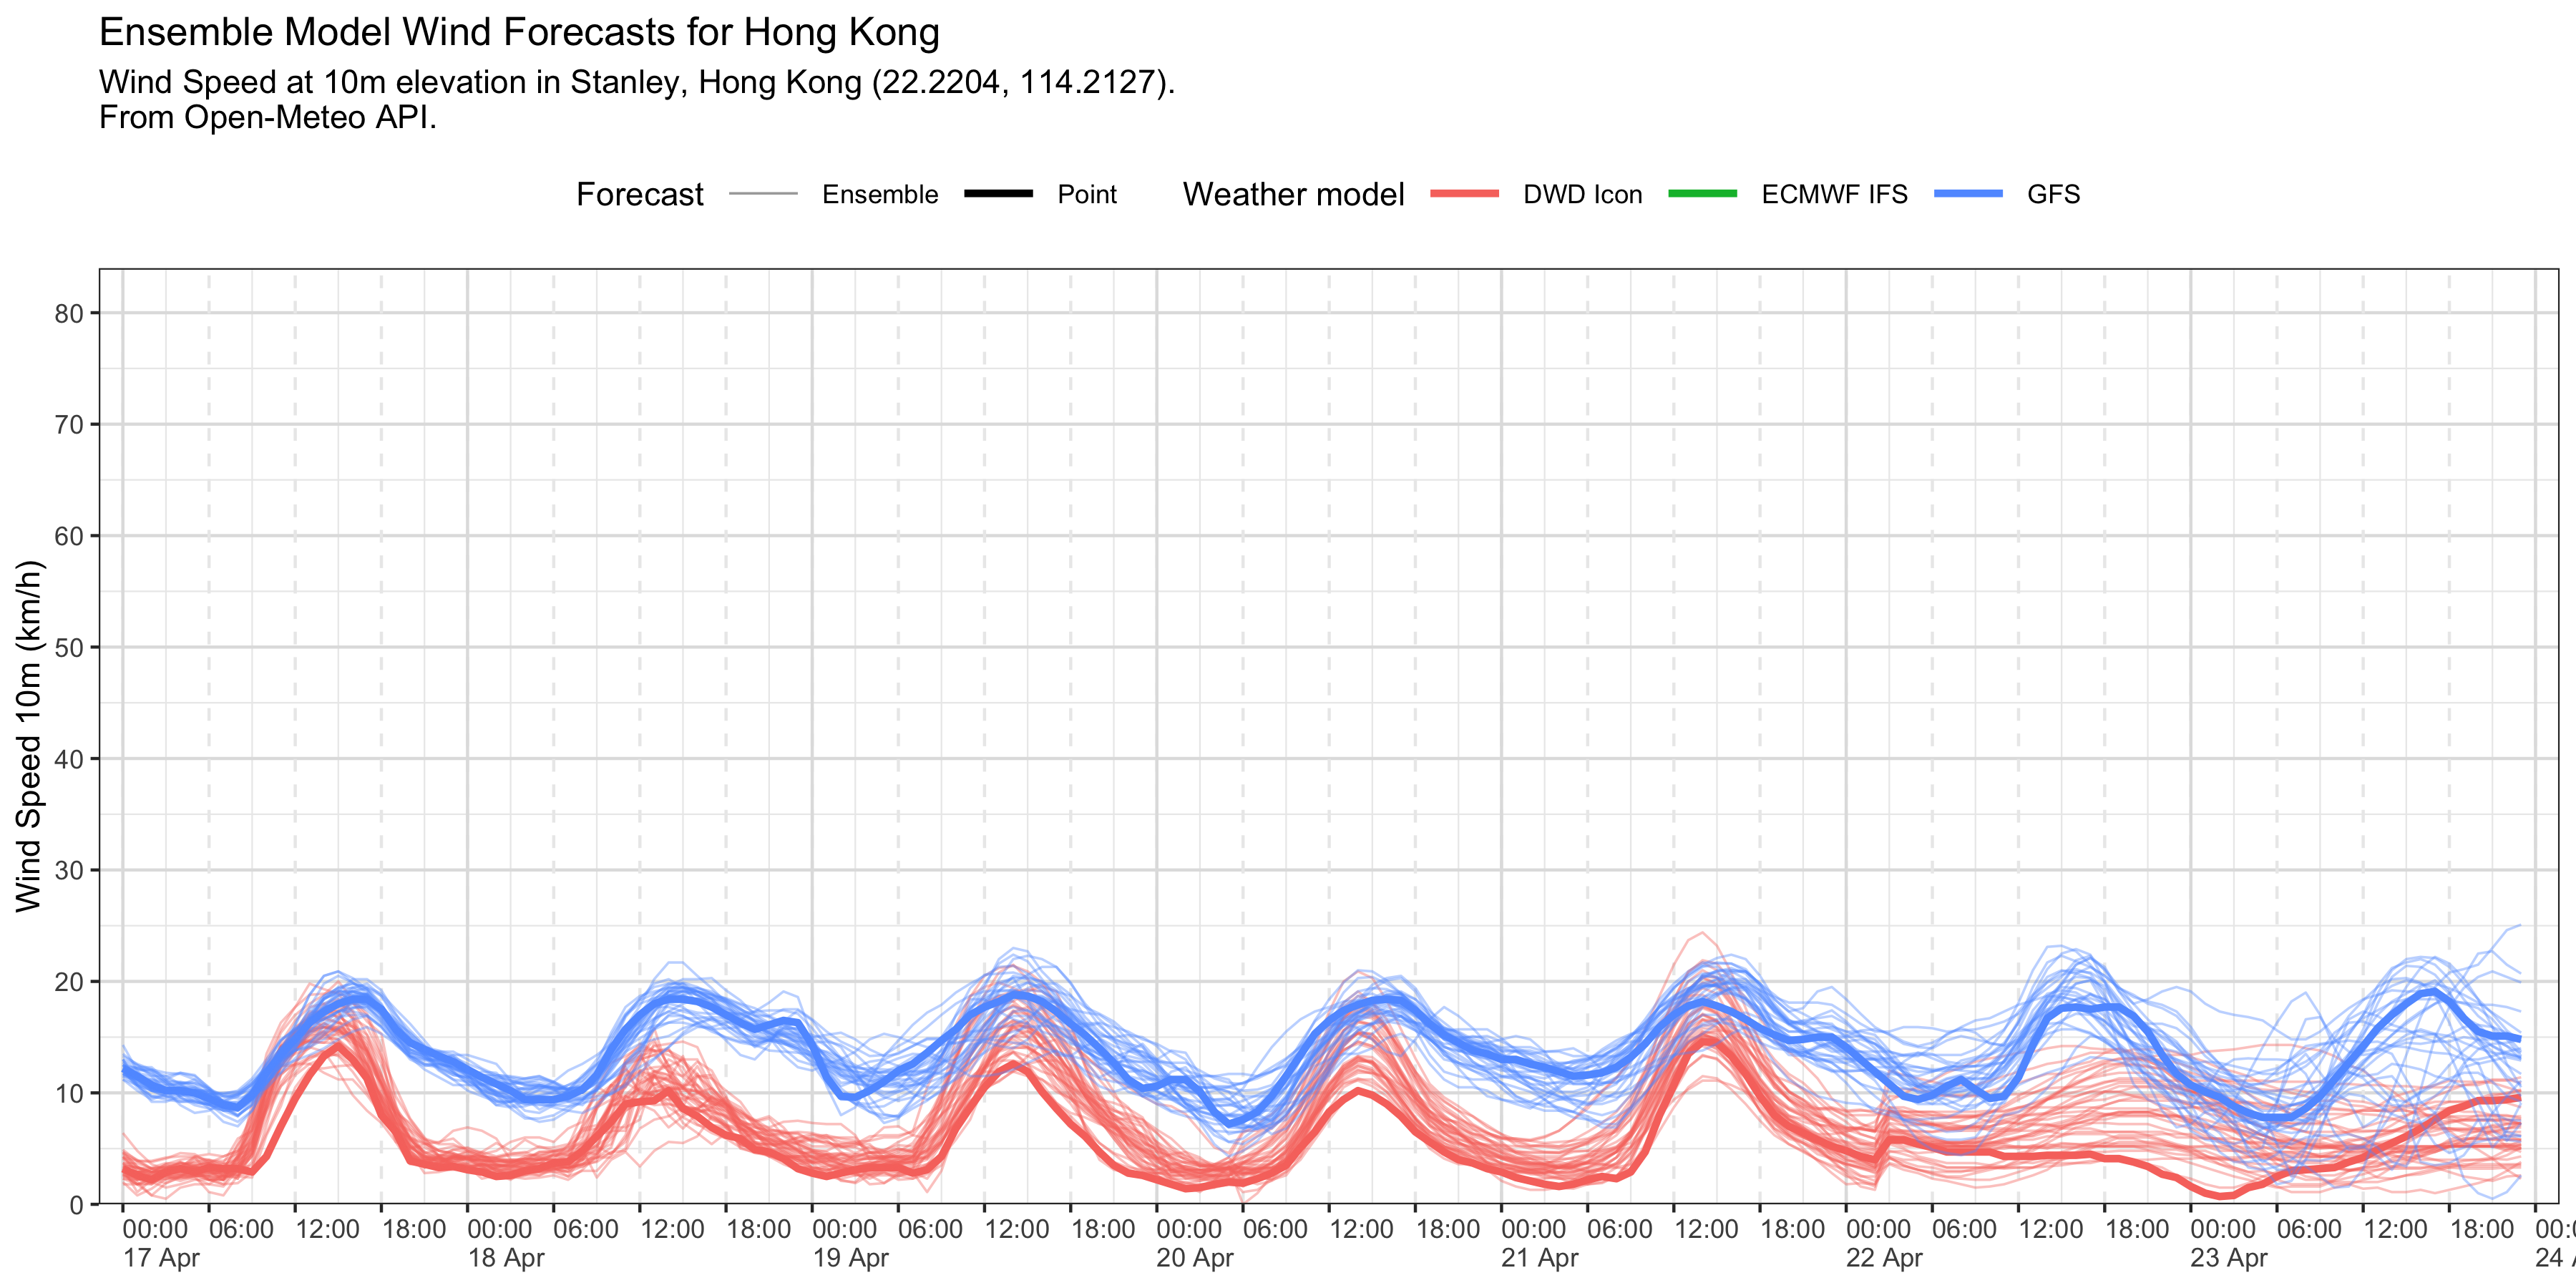 Ensemble Model Wind Forecasts for Hong Kong
Wind Speed at 10m elevation in Stanley, Hong Kong (22.2204, 114.2127).
From Open-Meteo API.
Forecast Ensemble Point Weather model DWD Icon ECMWF IFS GFS
Wind Speed 10m (km/h)
80
70
60
50
40
30
20
10
0
00:00 06:00 12:00 18:00 00:00 06:00 12:00 18:00 00:00 06:00 12:00 18:00 00:00 06:00 12:00 18:00 00:00 06:00 12:00 18:00 00:00 06:00 12:00 18:00 00:00 06:00 12:00 18:00 00:0
17 Apr 18 Apr 19 Apr 20 Apr 21 Apr 22 Apr 23 Apr 24 A